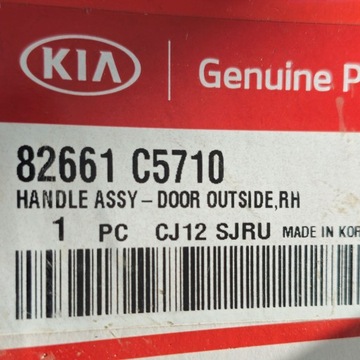 KIA
Genuine P
82661 C5710
HANDLE ASSY-DOOR OUTSIDE,RH
1 PC CJ12 SJRU MADE IN KOR